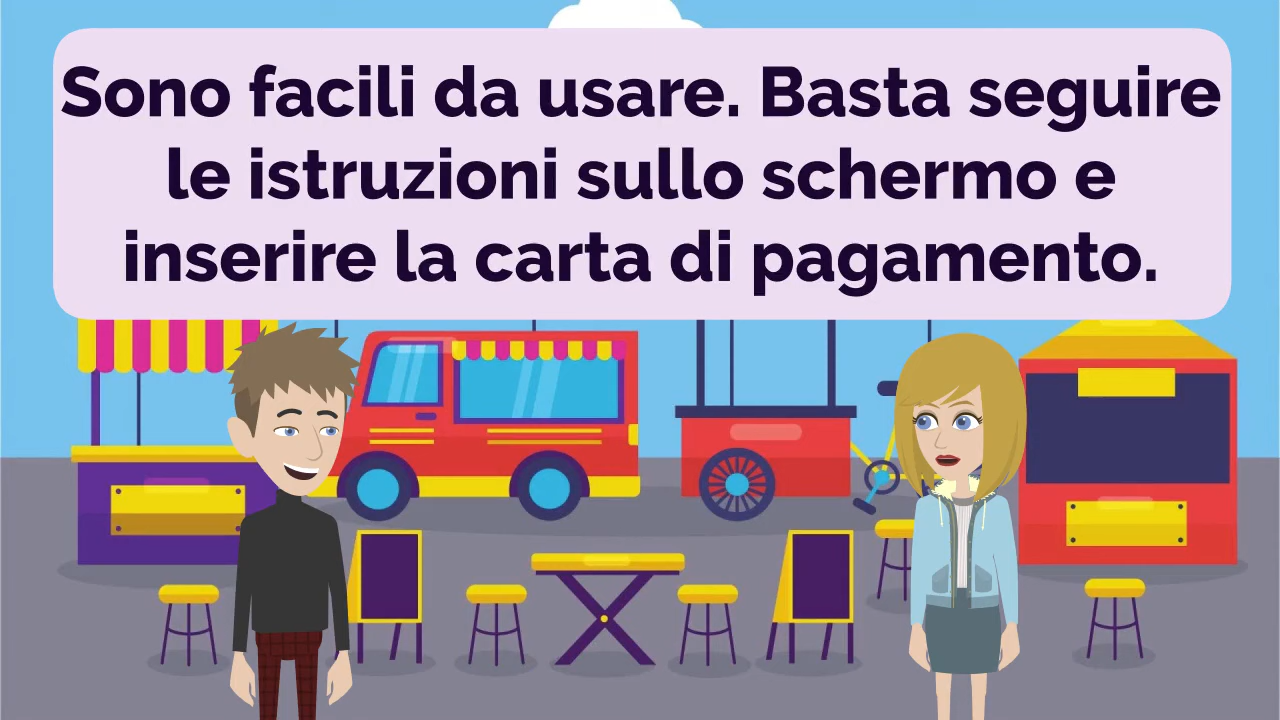 Sono facili da usare. Basta seguire
le istruzioni sullo schermo e
inserire la carta di pagamento.